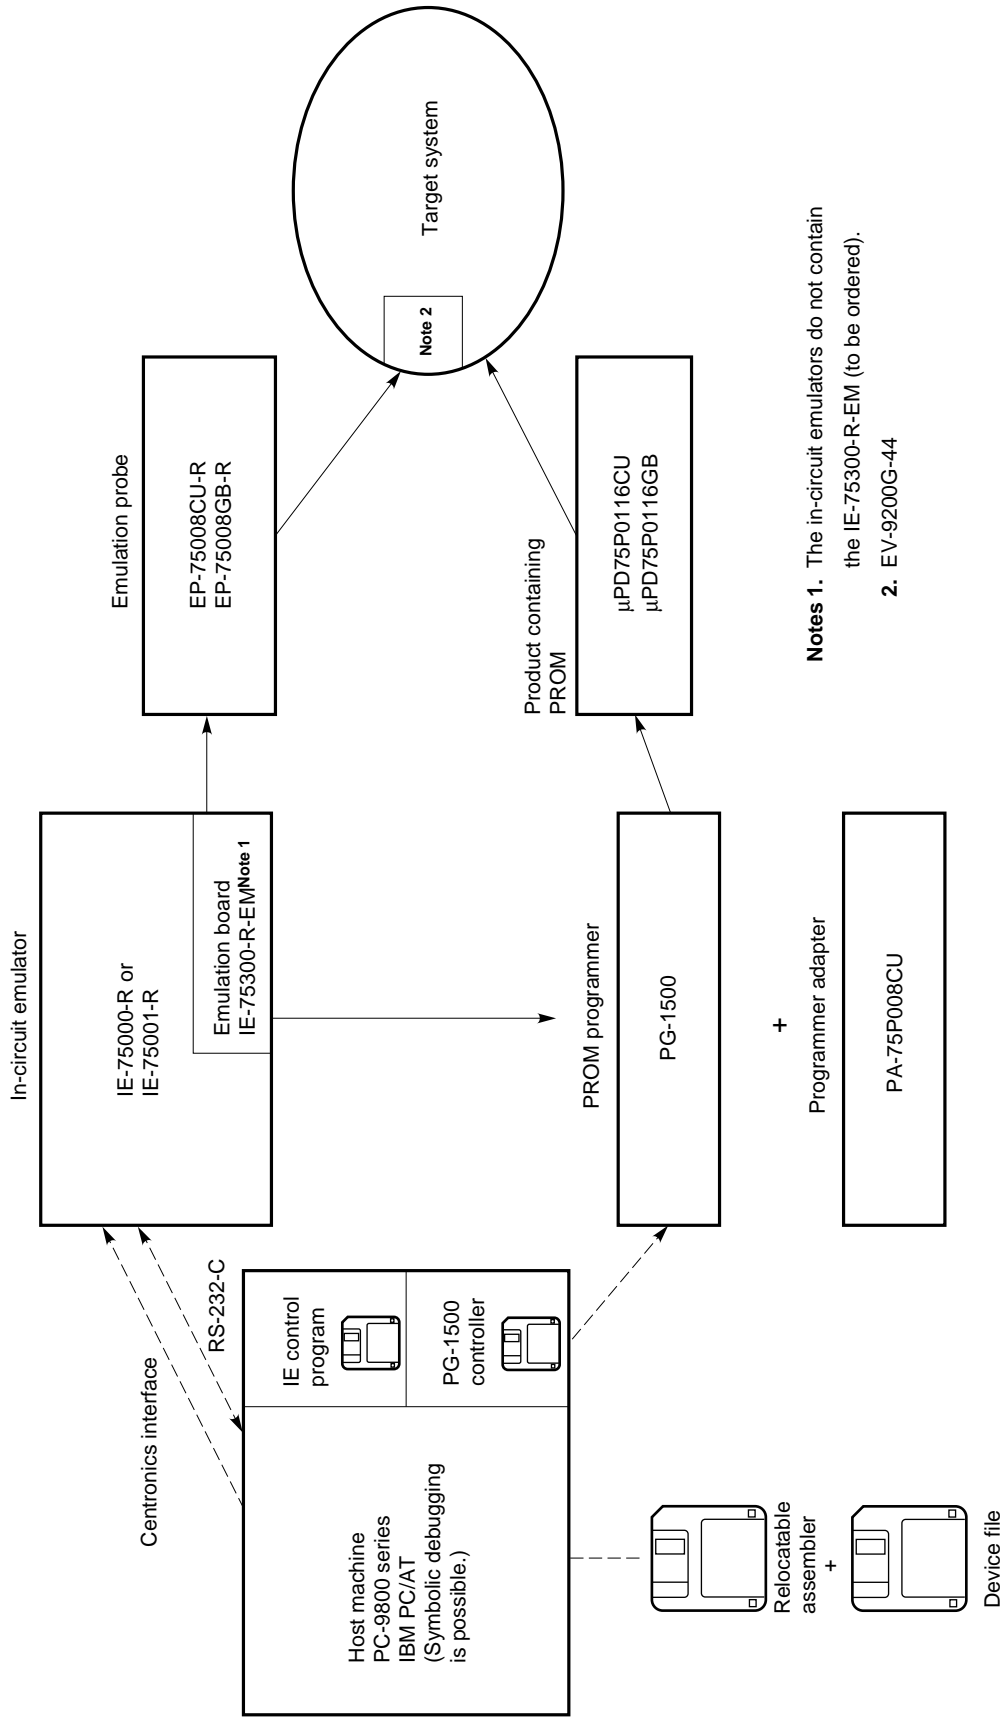 In-circuit emulator
IE-75000-R or
IE-75001-R
Emulation board
IE-75300-R-EMNote 1
Emulation probe
EP-75008CU-R
EP-75008GB-R
Target system
Note 2
Centronics interface
RS-232-C
Host machine
PC-9800 series
IBM PC/AT
(Symbolic debugging
is possible.)
IE control
program
PG-1500
controller
PROM programmer
PG-1500
+
Programmer adapter
PA-75P008CU
Product containing
PROM
μPD75P0116CU
μPD75P0116GB
Relocatable
assembler
+
Device file
Notes 1. The in-circuit emulators do not contain
the IE-75300-R-EM (to be ordered).
2. EV-9200G-44